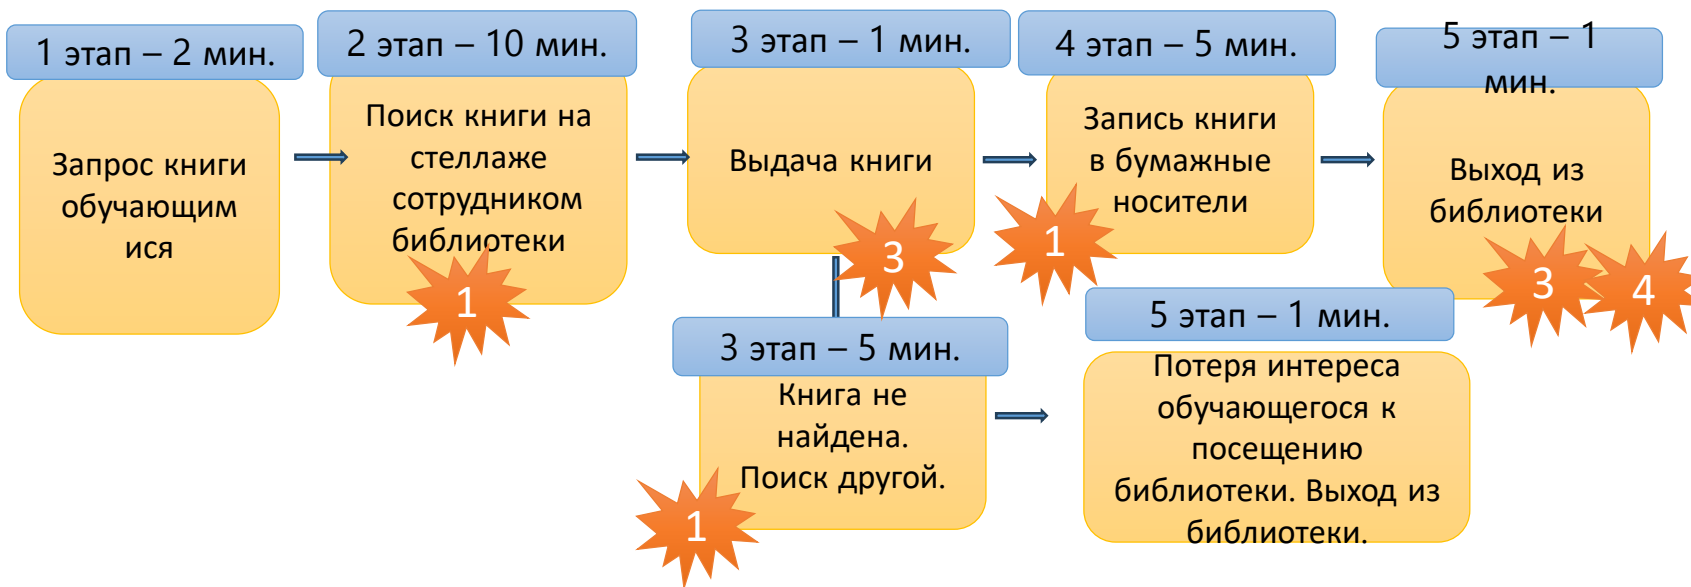 1 этап – 2 мин.
Запрос книги
обучающим
ися
2 этап – 10 мин.
Поиск книги на
стеллаже
сотрудником
библиотеки
1
3 этап – 1 мин.
Выдача книги
3
4 этап – 5 мин.
Запись книги
в бумажные
носители
1
5 этап – 1
мин.
Выход из
библиотеки
3
4
3 этап – 5 мин.
Книга не
найдена.
Поиск другой.
1
5 этап – 1 мин.
Потеря интереса
обучающегося к
посещению
библиотеки. Выход из
библиотеки.